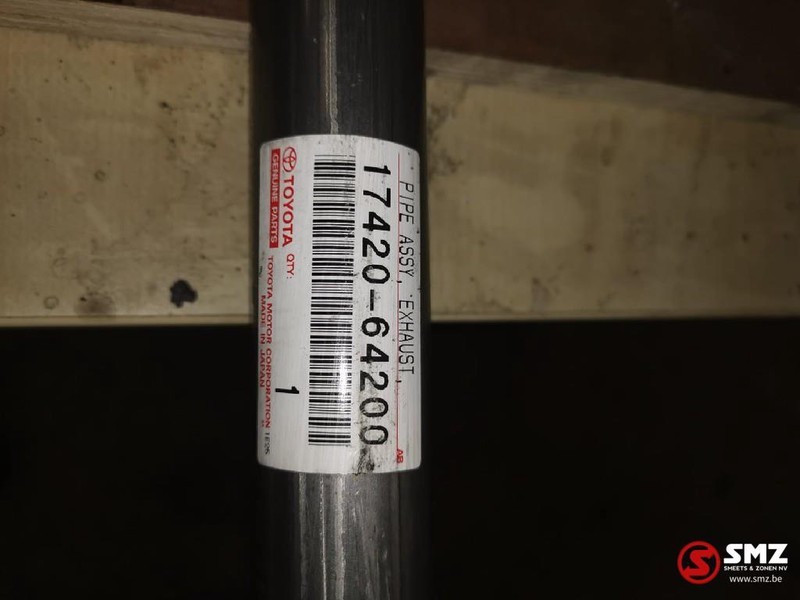 PIPE ASSY, EXHAUST,
17420-64200
TOYOTA QTY: 1
GENUINE PARTS
TOYOTA MOTOR CORPORATION
MADE IN JAPAN
AB
SMZ
SMEETS & ZONEN NV
www.smz.be